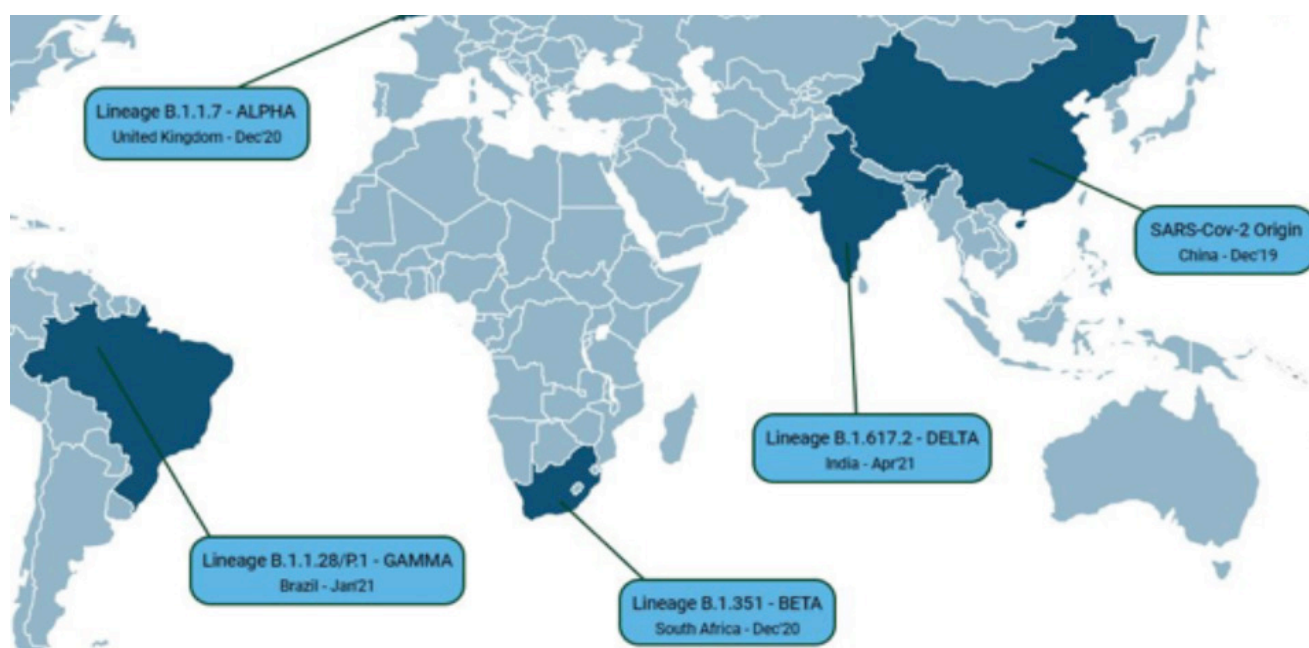 Lineage B.1.1.7 - ALPHA
United Kingdom - Dec'20
SARS-Cov-2 Origin
China - Dec'19
Lineage B.1.617.2 - DELTA
India - Apr'21
Lineage B.1.1.28/P.1 - GAMMA
Brazil - Jan'21
Lineage B.1.351 - BETA
South Africa - Dec'20